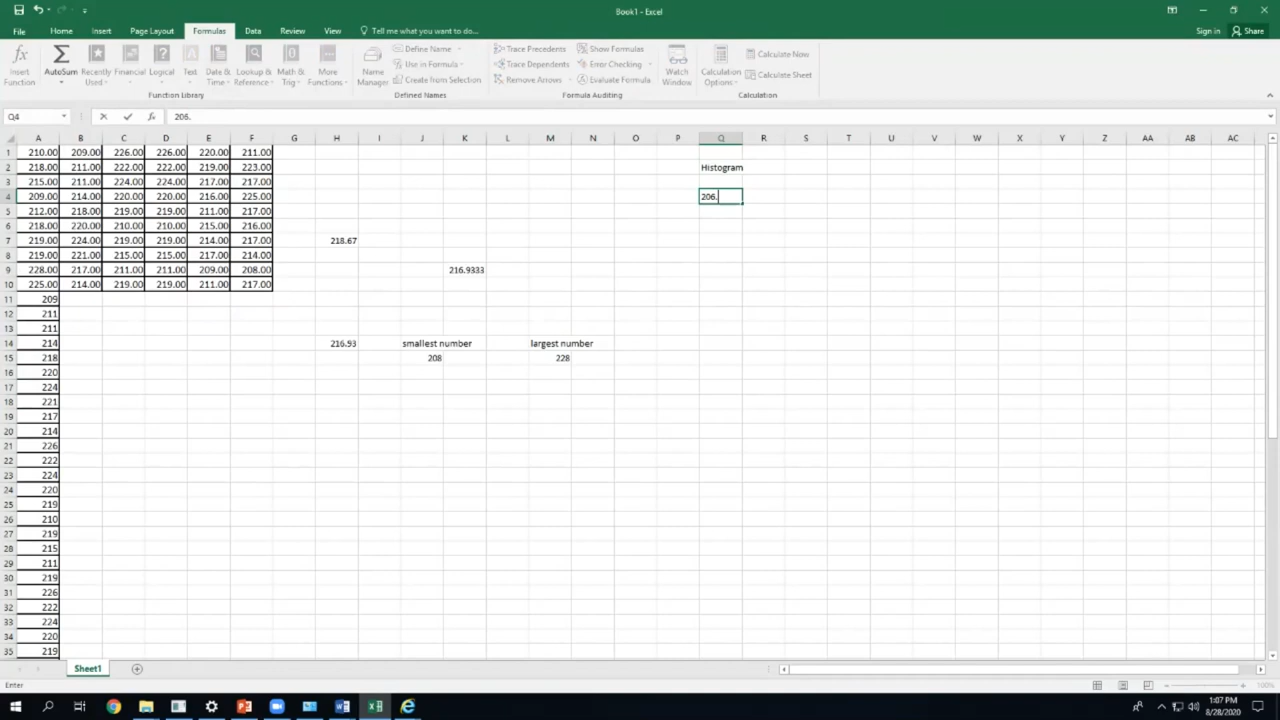 Book1 - Excel
File Home Insert Page Layout Formulas Data Review View Tell me what you want to do... Sign in Share
Insert Function
AutoSum
Recently Used
Financial
Logical
Text
Date & Time
Lookup & Reference
Math & Trig
More Functions
Function Library
Name Manager
Define Name
Use in Formula
Create from Selection
Defined Names
Trace Precedents
Trace Dependents
Remove Arrows
Show Formulas
Error Checking
Evaluate Formula
Formula Auditing
Watch Window
Calculation Options
Calculate Now
Calculate Sheet
Calculation
Q4 fx 206.
A B C D E F G H I J K L M N O P Q R S T U V W X Y Z AA AB AC
1 210.00 209.00 226.00 226.00 220.00 211.00
2 218.00 211.00 222.00 222.00 219.00 223.00 Histogram
3 215.00 211.00 224.00 224.00 217.00 217.00
4 209.00 214.00 220.00 220.00 216.00 225.00 206.
5 212.00 218.00 219.00 219.00 211.00 217.00
6 218.00 220.00 210.00 210.00 215.00 216.00
7 219.00 224.00 219.00 219.00 214.00 217.00 218.67
8 219.00 221.00 215.00 215.00 217.00 214.00
9 228.00 217.00 211.00 211.00 209.00 208.00 216.9333
10 225.00 214.00 219.00 219.00 211.00 217.00
11 209
12 211
13 211
14 214 216.93 smallest number largest number
15 218 208 228
16 220
17 224
18 221
19 217
20 214
21 226
22 222
23 224
24 220
25 219
26 210
27 219
28 215
29 211
30 219
31 226
32 222
33 224
34 220
35 219
Sheet1
Enter 100%
1:07 PM
8/28/2020